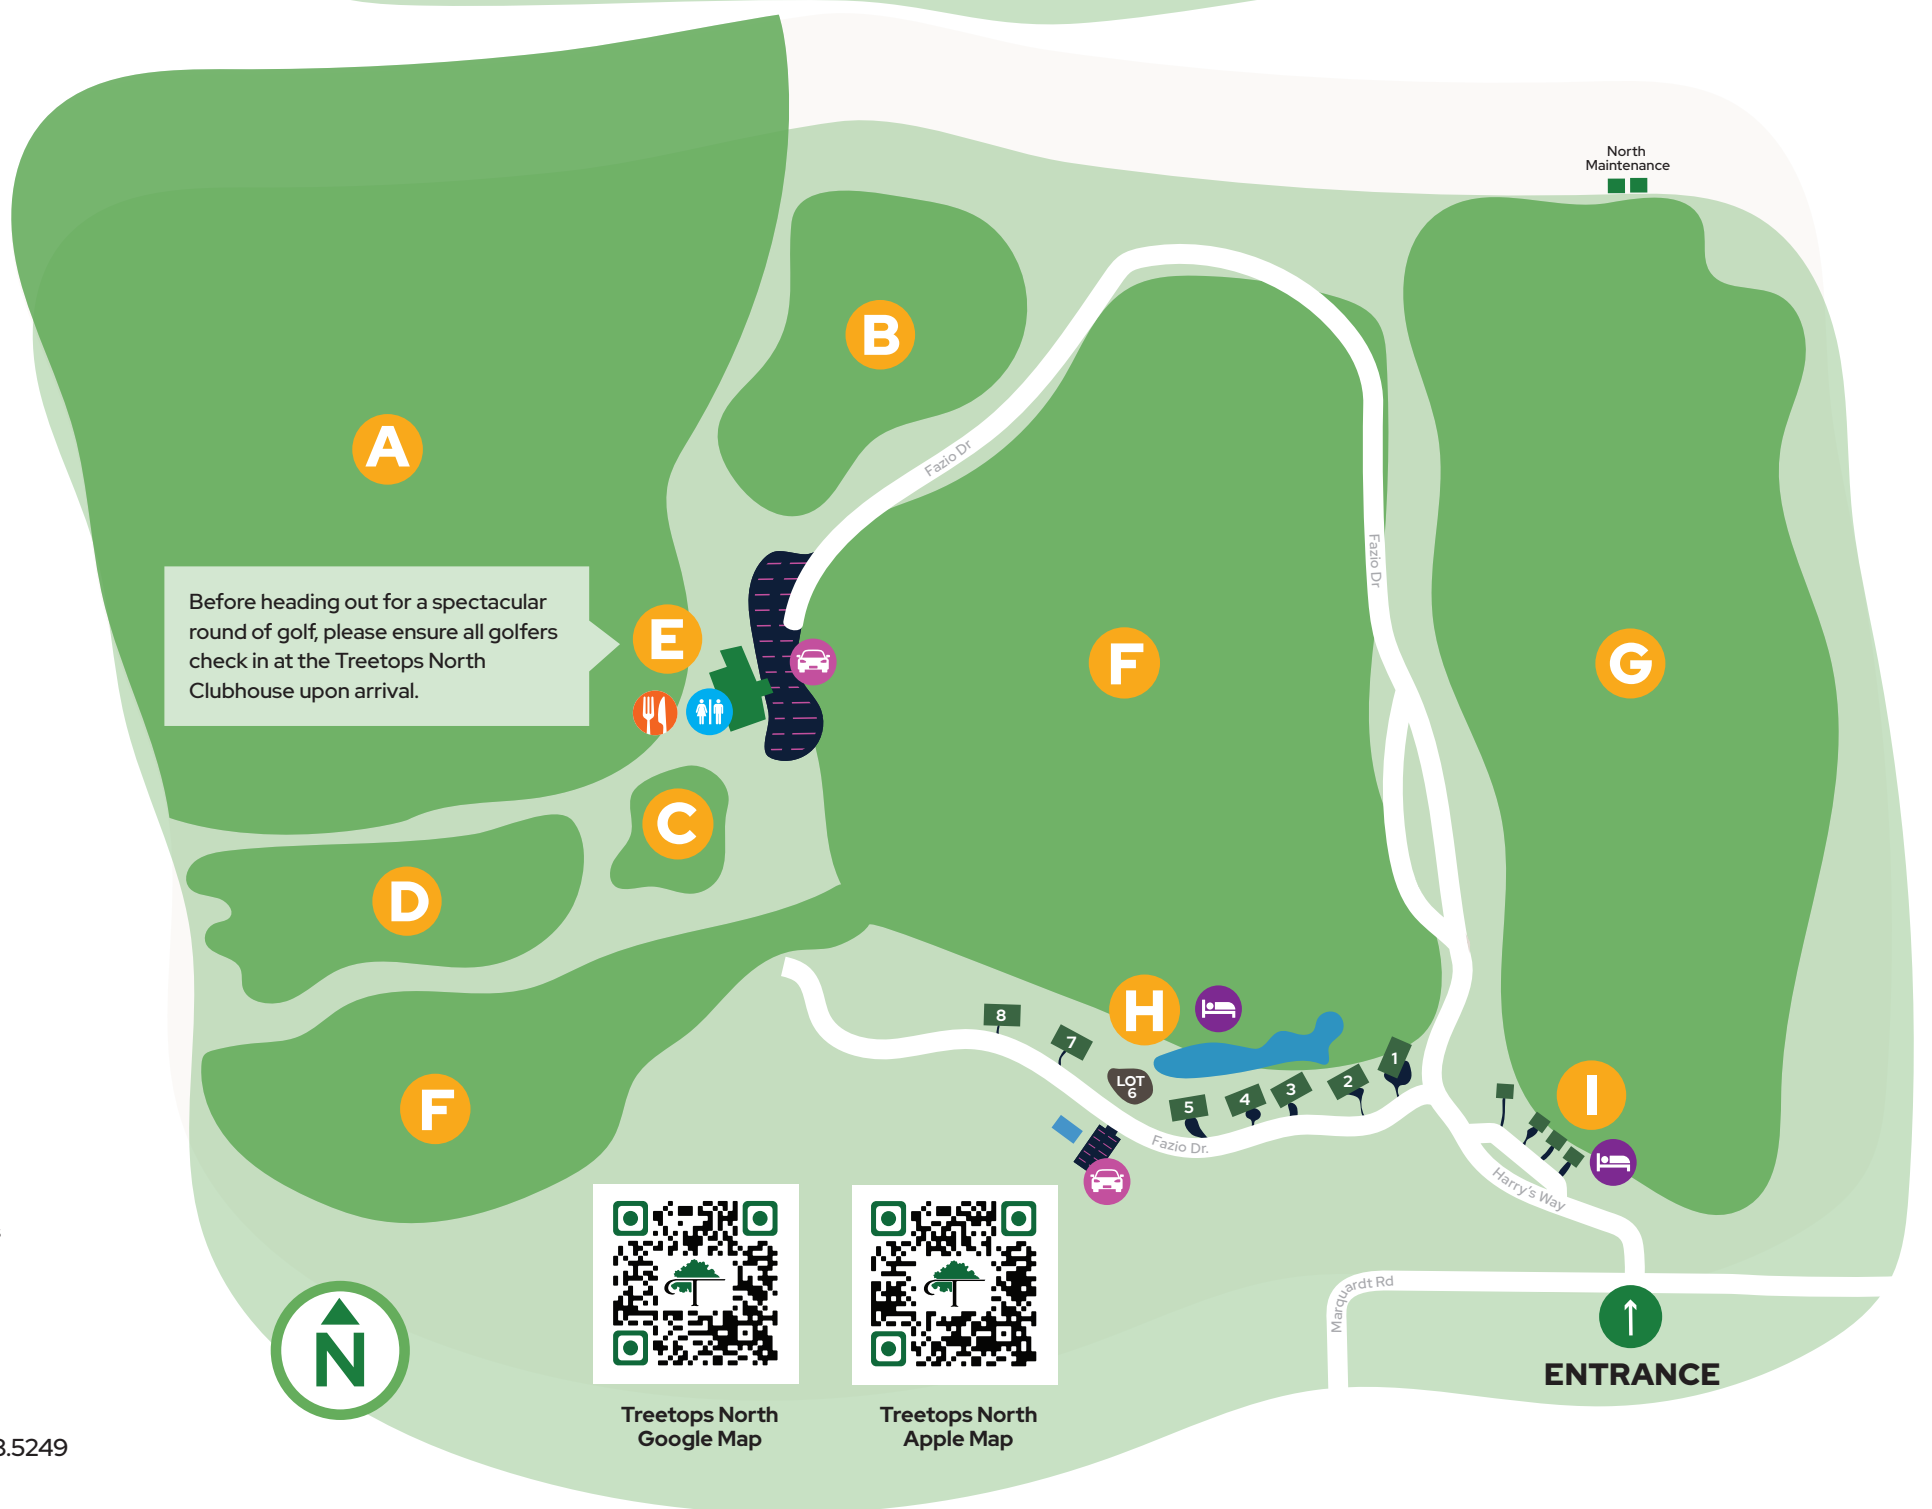 North
Maintenance
B
A
Fazio Dr
Fazio Dr
Before heading out for a spectacular
round of golf, please ensure all golfers
check in at the Treetops North
Clubhouse upon arrival.
E
F
G
C
D
H
8
7
1
LOT
6
2
3
4
5
I
F
Fazio Dr.
Harry's Way
Marquardt Rd
N
ENTRANCE
Treetops North
Google Map
Treetops North
Apple Map
.5249